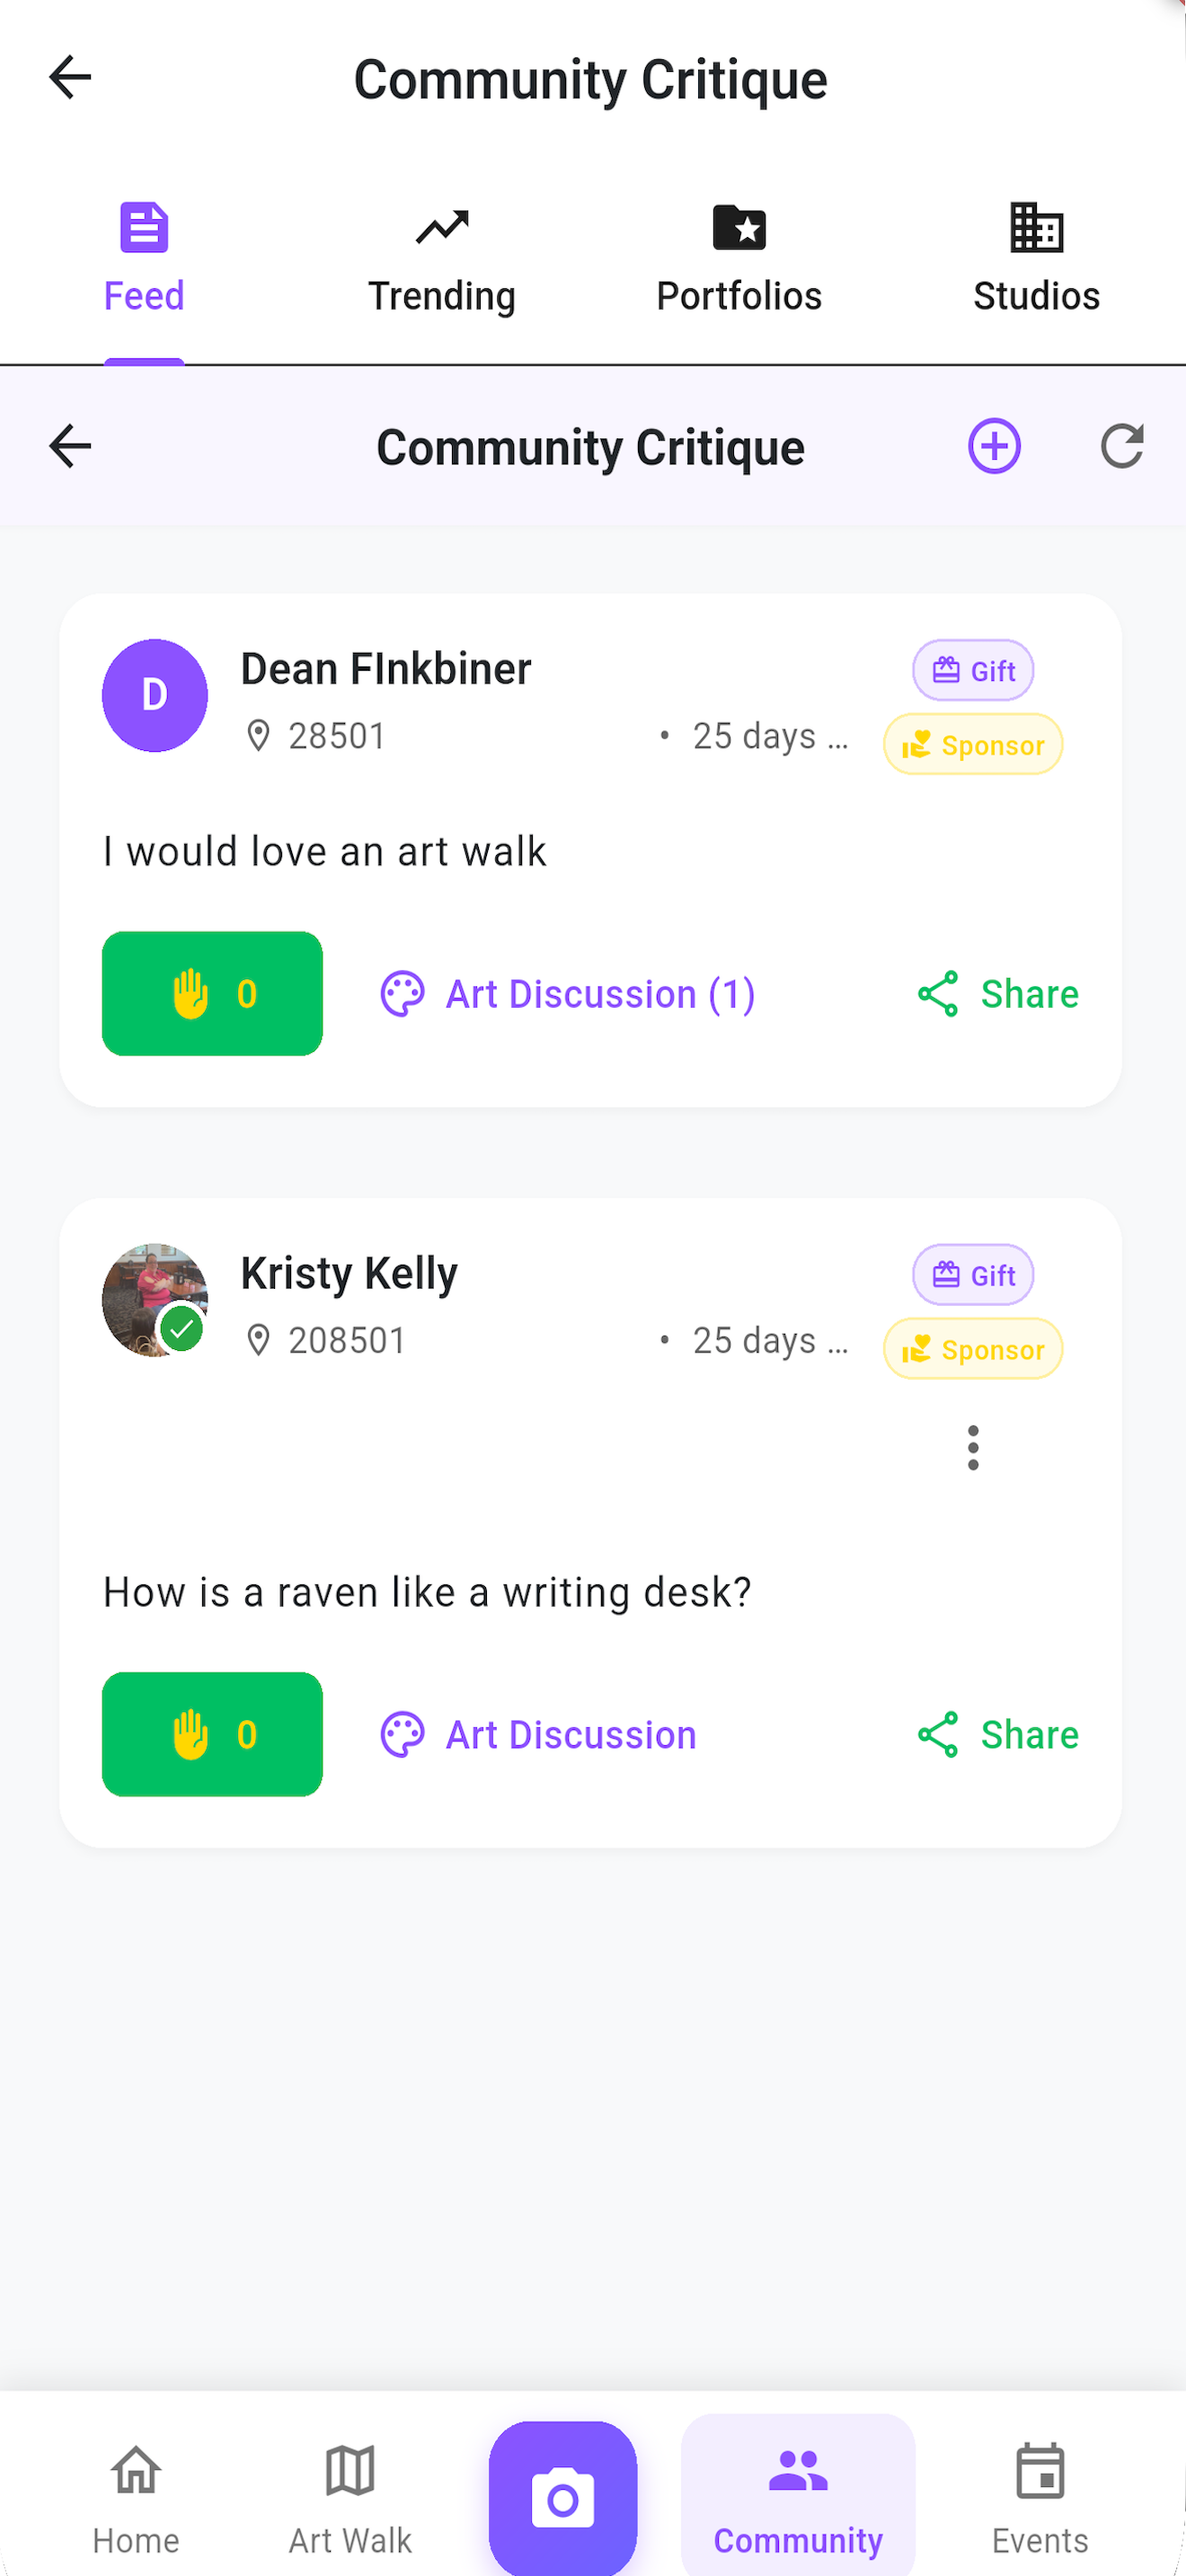 Community Critique
Feed Trending Portfolios Studios
Community Critique
D
Dean FInkbiner
Gift
28501 • 25 days ...
Sponsor
I would love an art walk
0 Art Discussion (1) Share
Kristy Kelly
Gift
208501 • 25 days ...
Sponsor
How is a raven like a writing desk?
0 Art Discussion Share
Home Art Walk Community Events